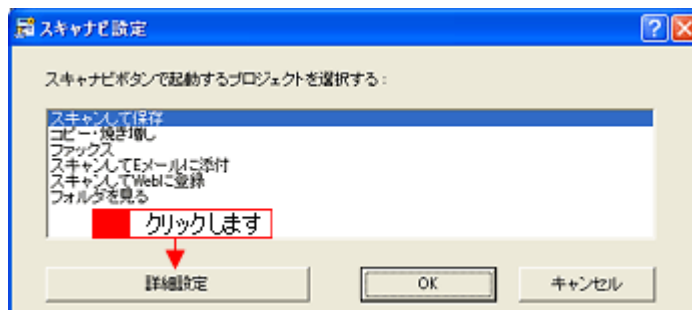 スキャナビ設定
スキャナビボタンで起動するプロジェクトを選択する：
スキャンして保存
コピー・焼き増し
ファックス
スキャンしてEメールに添付
スキャンしてWebに登録
フォルダを見る
クリックします
詳細設定
OK
キャンセル